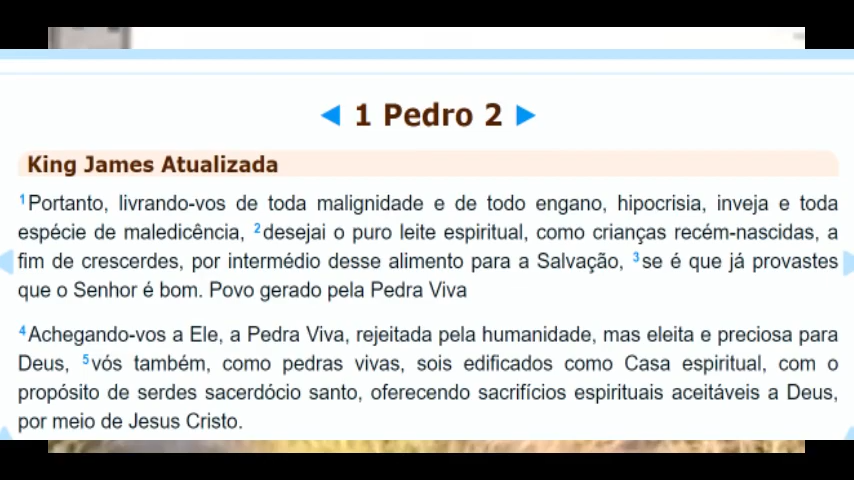 1 Pedro 2
King James Atualizada
1Portanto, livrando-vos de toda malignidade e de todo engano, hipocrisia, inveja e toda
espécie de maledicência, 2desejai o puro leite espiritual, como crianças recém-nascidas, a
fim de crescerdes, por intermédio desse alimento para a Salvação, 3se é que já provastes
que o Senhor é bom. Povo gerado pela Pedra Viva
4Achegando-vos a Ele, a Pedra Viva, rejeitada pela humanidade, mas eleita e preciosa para
Deus, 5vós também, como pedras vivas, sois edificados como Casa espiritual, com o
propósito de serdes sacerdócio santo, oferecendo sacrifícios espirituais aceitáveis a Deus,
por meio de Jesus Cristo.